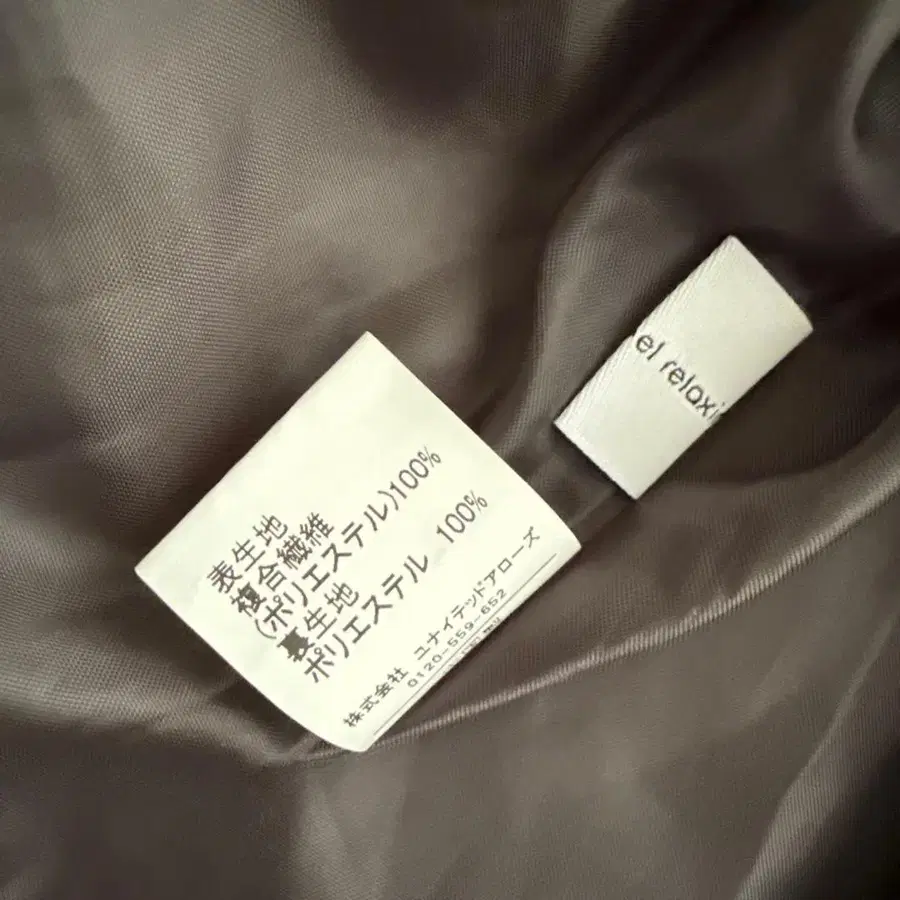 表生地
複合繊維
(ポリエステル)100%
裏生地
ポリエステル 100%
株式会社 ユナイテッドアローズ
0120-559-652
el relaxi